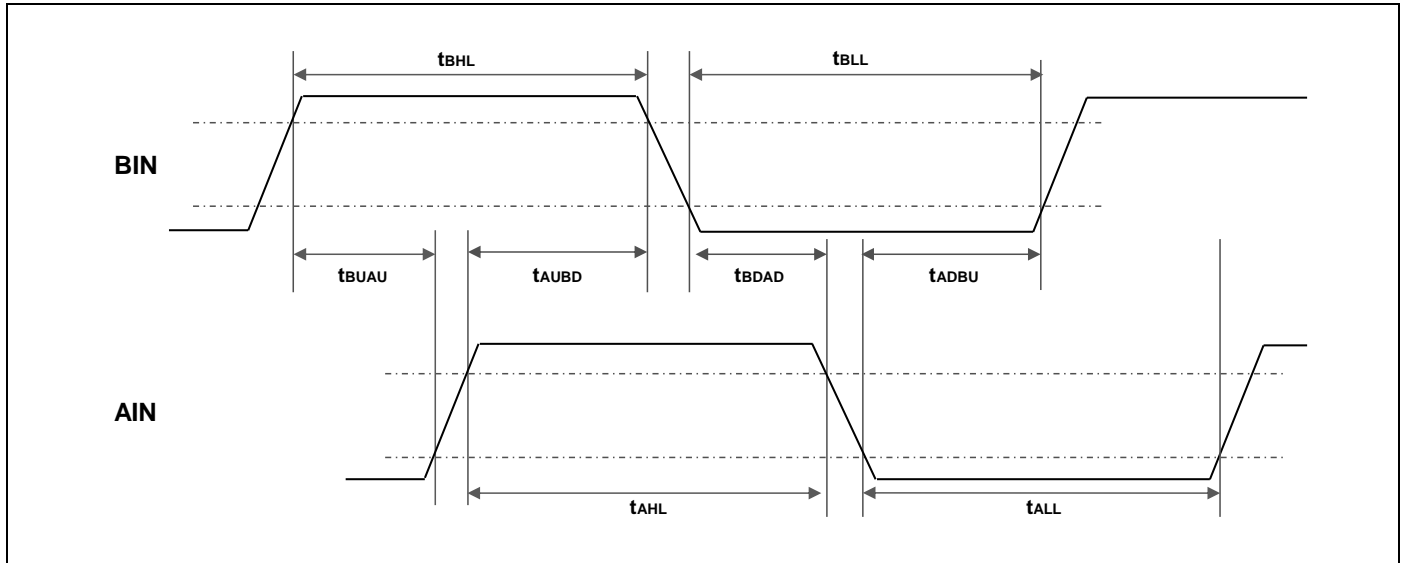 tBHL tBLL
BIN
tBUAU tAUBD tBDAD tADBU
AIN
tAHL tALL